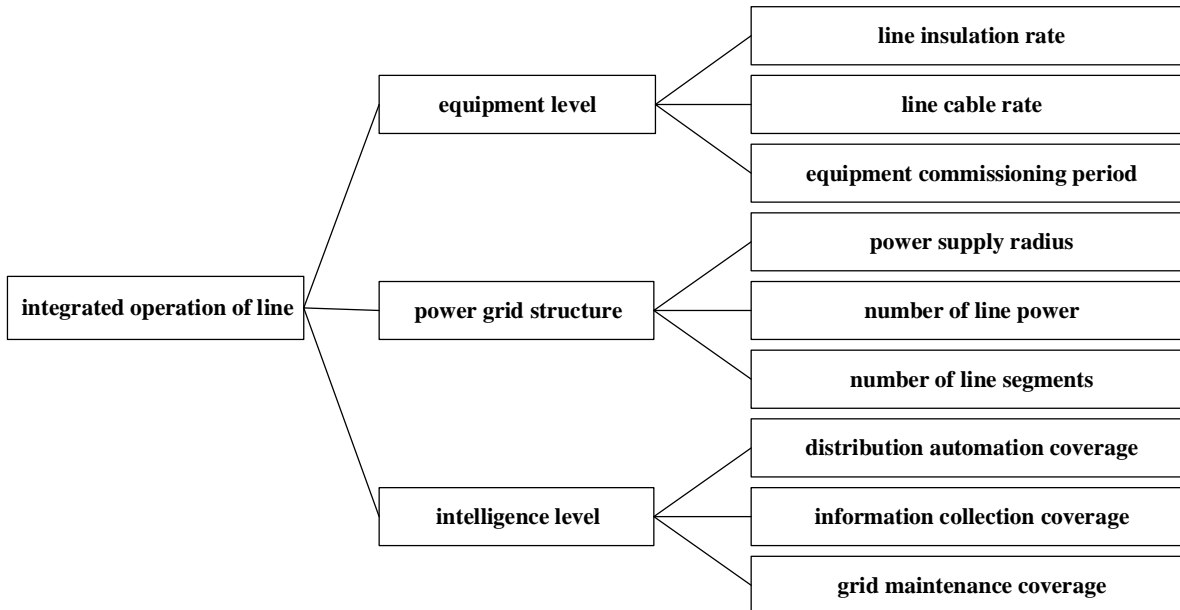 integrated operation of line
equipment level
line insulation rate
line cable rate
equipment commissioning period
power grid structure
power supply radius
number of line power
number of line segments
intelligence level
distribution automation coverage
information collection coverage
grid maintenance coverage